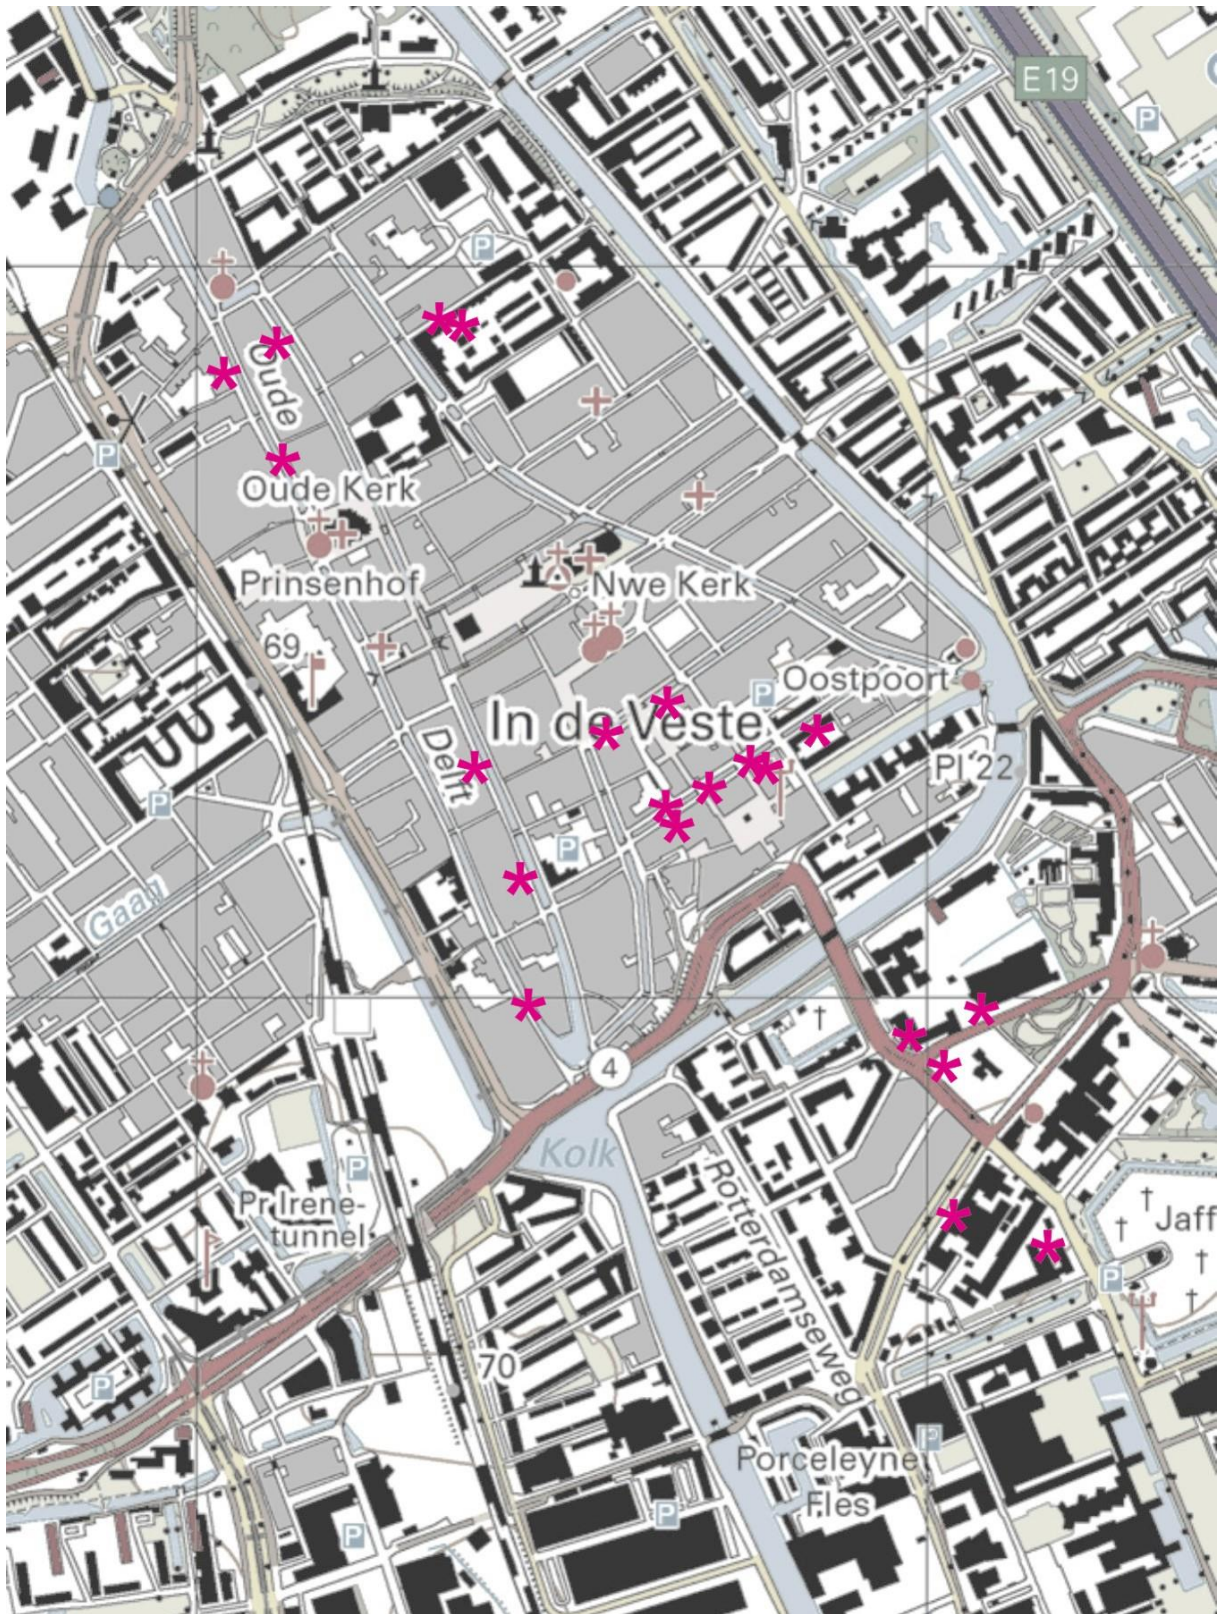 E19
P
P
Oude
P
Oude Kerk
Prinsenhof
Nwe Kerk
69
Oostpoort
P
In de Veste
Delft
Pl 22
P
P
Gaag
4
Kolk
P
Pr Irene-
tunnel
Rotterdamseweg
Jaff
P
70
P
P
Porceleyne
Fles
P
P